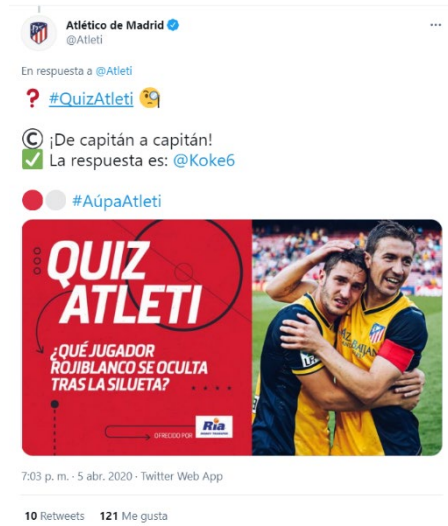 Atlético de Madrid
@Atleti
En respuesta a @Atleti
❓ #QuizAtleti 🧐
© ¡De capitán a capitán!
✅ La respuesta es: @Koke6
🔴⚪ #AúpaAtleti
QUIZ
ATLETI
¿QUÉ JUGADOR
ROJIBLANCO SE OCULTA
TRAS LA SILUETA?
OFRECIDO POR Ria
7:03 p. m. · 5 abr. 2020 · Twitter Web App
10 Retweets 121 Me gusta